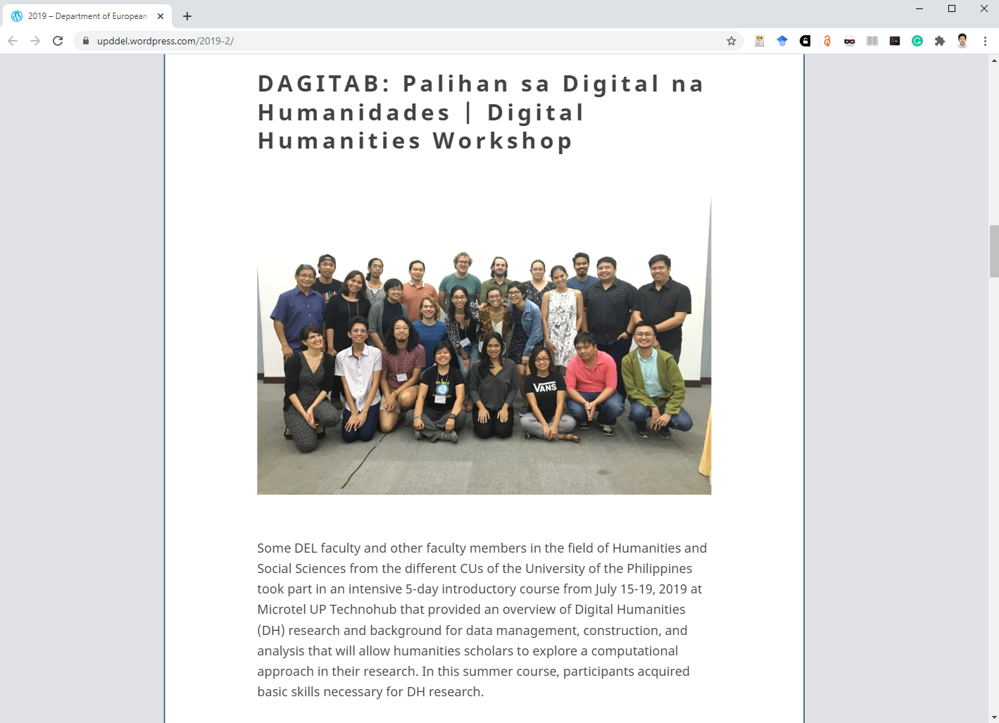 2019 – Department of European
upddel.wordpress.com/2019-2/
DAGITAB: Palihan sa Digital na
Humanidades | Digital
Humanities Workshop
VANS
Some DEL faculty and other faculty members in the field of Humanities and
Social Sciences from the different CUs of the University of the Philippines
took part in an intensive 5-day introductory course from July 15-19, 2019 at
Microtel UP Technohub that provided an overview of Digital Humanities
(DH) research and background for data management, construction, and
analysis that will allow humanities scholars to explore a computational
approach in their research. In this summer course, participants acquired
basic skills necessary for DH research.